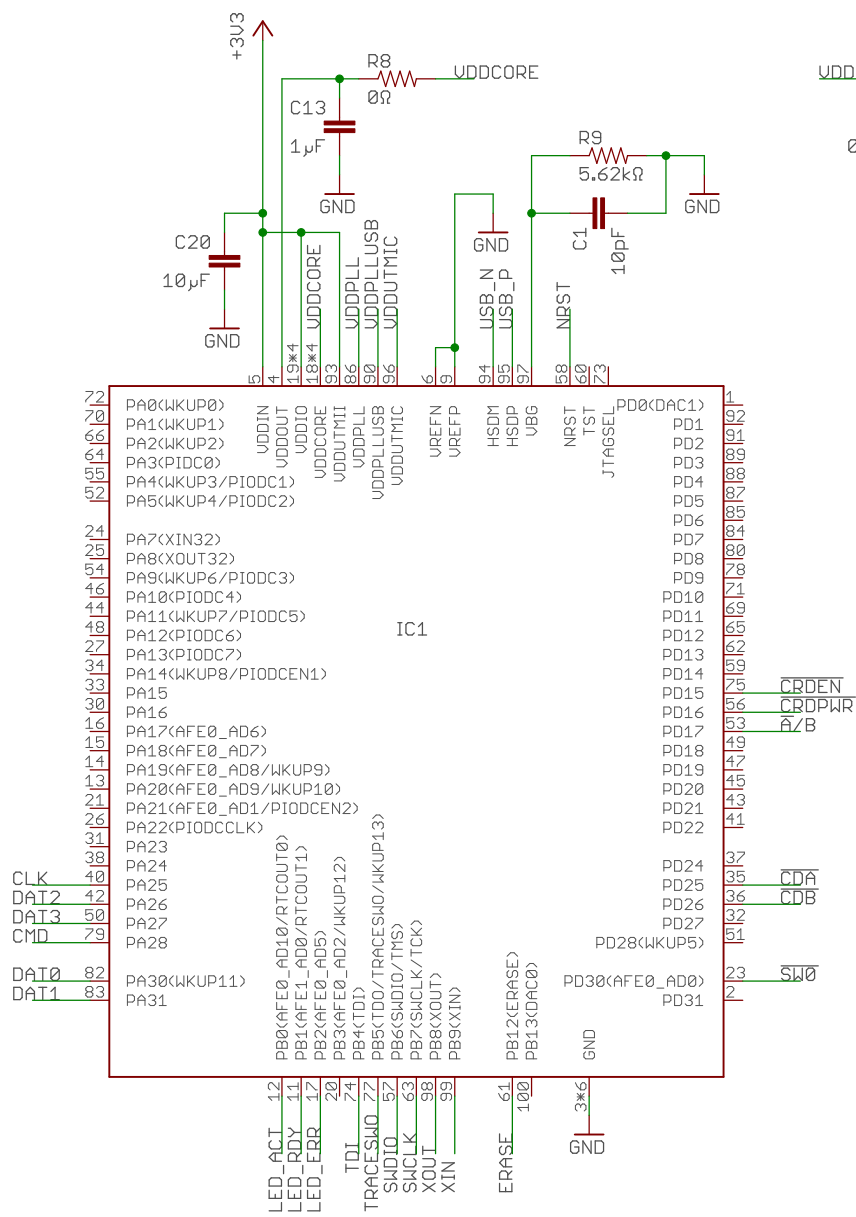 +3V3
R8
0Ω
VDDCORE
VDD
C13
1µF
GND
R9
5.62kΩ
0
GND
C1
10pF
GND
C20
10µF
GND
VDDCORE
VDDPLL
VDDPLLUSB
VDDUTMIC
USB_N
USB_P
NRST
5
4
19*4
18*4
93
86
90
96
6
9
94
95
97
58
60
73
VDDIN
VDDOUT
VDDIO
VDDCORE
VDDUTMII
VDDPLL
VDDPLLUSB
VDDUTMIC
VREFN
VREFP
HSDM
HSDP
VBG
NRST
TST
JTAGSEL
72 PA0(WKUP0)
70 PA1(WKUP1)
66 PA2(WKUP2)
64 PA3(PIDC0)
55 PA4(WKUP3/PIODC1)
52 PA5(WKUP4/PIODC2)
24 PA7(XIN32)
25 PA8(XOUT32)
54 PA9(WKUP6/PIODC3)
46 PA10(PIODC4)
44 PA11(WKUP7/PIODC5)
48 PA12(PIODC6)
27 PA13(PIODC7)
34 PA14(WKUP8/PIODCEN1)
33 PA15
30 PA16
16 PA17(AFE0_AD6)
15 PA18(AFE0_AD7)
14 PA19(AFE0_AD8/WKUP9)
13 PA20(AFE0_AD9/WKUP10)
21 PA21(AFE0_AD1/PIODCEN2)
26 PA22(PIODCCLK)
31 PA23
38 PA24
CLK 40 PA25
DAT2 42 PA26
DAT3 50 PA27
CMD 79 PA28
DAT0 82 PA30(WKUP11)
DAT1 83 PA31
IC1
PD0(DAC1) 1
PD1 92
PD2 91
PD3 89
PD4 88
PD5 87
PD6 85
PD7 84
PD8 80
PD9 78
PD10 71
PD11 69
PD12 65
PD13 62
PD14 59
PD15 75 CRDEN
PD16 56 CRDPWR
PD17 53 A/B
PD18 49
PD19 47
PD20 45
PD21 43
PD22 41
PD24 37
PD25 35 CDA
PD26 36 CDB
PD27 32
PD28(WKUP5) 51
PD30(AFE0_AD0) 23 SW0
PD31 2
PB0(AFE0_AD10/RTCOUT0)
PB1(AFE1_AD0/RTCOUT1)
PB2(AFE0_AD5)
PB3(AFE0_AD2/WKUP12)
PB4(TDI)
PB5(TDO/TRACESWO/WKUP13)
PB6(SWDIO/TMS)
PB7(SWCLK/TCK)
PB8(XOUT)
PB9(XIN)
PB12(ERASE)
PB13(DAC0)
GND
12
11
17
20
74
77
57
63
98
99
61
100
3*6
LED_ACT
LED_RDY
LED_ERR
TDI
TRACESWO
SWDIO
SWCLK
XOUT
XIN
ERASE
GND